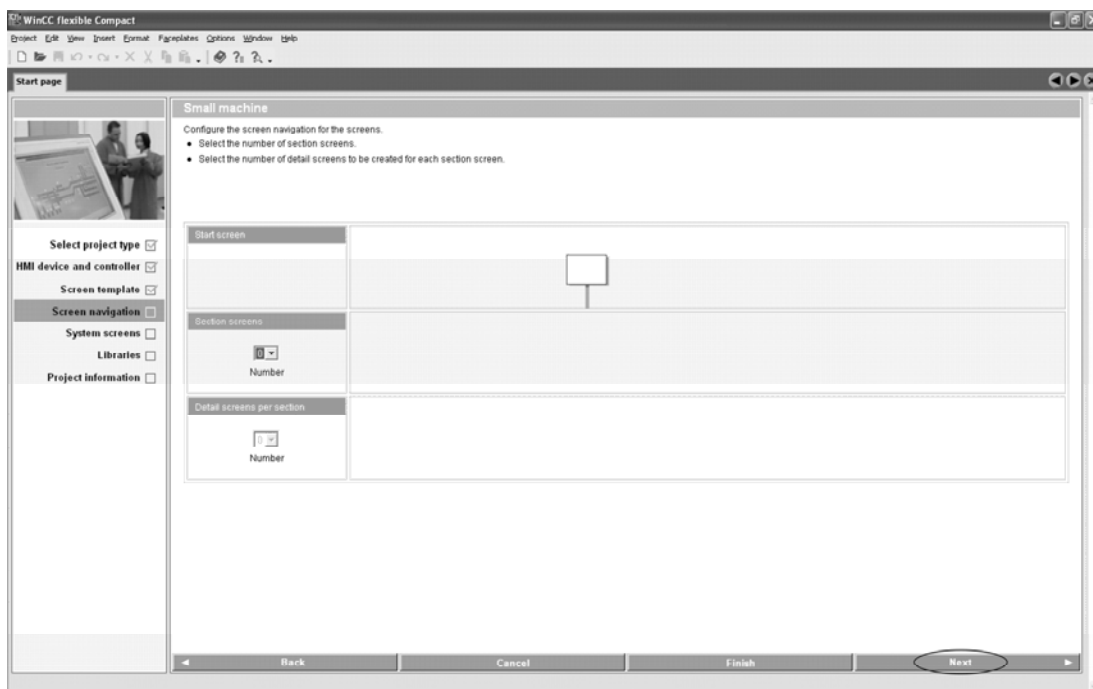 WinCC flexible Compact
Project Edit View Insert Format Faceplates Options Window Help
Start page
Small machine
Configure the screen navigation for the screens.
• Select the number of section screens.
• Select the number of detail screens to be created for each section screen.
Select project type
HMI device and controller
Screen template
Screen navigation
System screens
Libraries
Project information
Start screen
Section screens
0
Number
Detail screens per section
0
Number
Back Cancel Finish Next